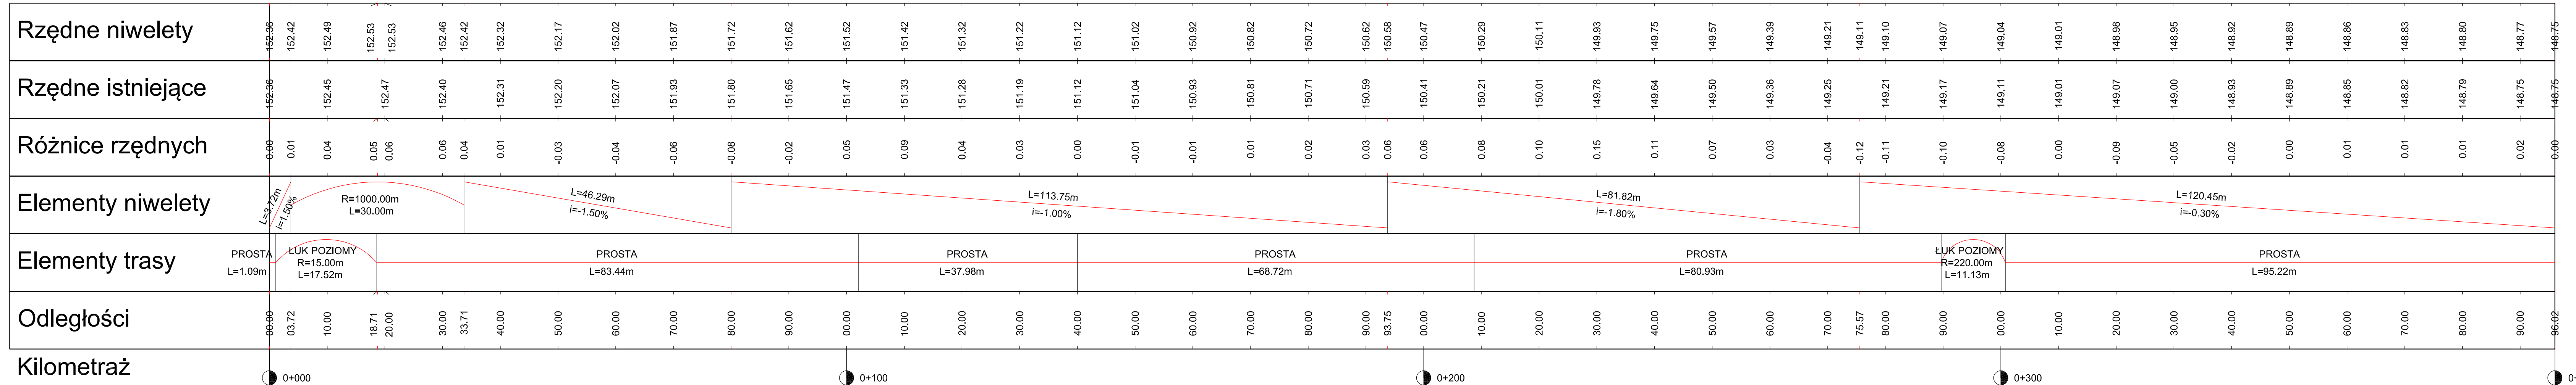 Rzędne niwelety 152.36 152.42 152.49 152.53 152.53 152.46 152.42 152.32 152.17 152.02 151.87 151.72 151.62 151.52 151.42 151.32 151.22 151.12 151.02 150.92 150.82 150.72 150.62 150.58 150.47 150.29 150.11 149.93 149.75 149.57 149.39 149.21 149.11 149.10 149.07 149.04 149.01 148.98 148.95 148.92 148.89 148.86 148.83 148.80 148.77 148.75
Rzędne istniejące 152.36 152.45 152.47 152.40 152.31 152.20 152.07 151.93 151.80 151.65 151.47 151.33 151.28 151.19 151.12 151.04 150.93 150.81 150.71 150.59 150.41 150.21 150.01 149.78 149.64 149.50 149.36 149.25 149.21 149.17 149.11 149.01 149.07 149.00 148.93 148.89 148.85 148.82 148.79 148.75 148.75
Różnice rzędnych 0.00 0.01 0.04 0.05 0.06 0.06 0.04 0.01 -0.03 -0.04 -0.06 -0.08 -0.02 0.05 0.09 0.04 0.03 0.00 -0.01 -0.01 0.01 0.02 0.03 0.06 0.06 0.08 0.10 0.15 0.11 0.07 0.03 -0.04 -0.12 -0.11 -0.10 -0.08 0.00 -0.09 -0.05 -0.02 0.00 0.01 0.01 0.01 0.02 0.00
Elementy niwelety
L=3.72m
i=1.50%
R=1000.00m
L=30.00m
L=46.29m
i=-1.50%
L=113.75m
i=-1.00%
L=81.82m
i=-1.80%
L=120.45m
i=-0.30%
Elementy trasy
PROSTA
L=1.09m
ŁUK POZIOMY
R=15.00m
L=17.52m
PROSTA
L=83.44m
PROSTA
L=37.98m
PROSTA
L=68.72m
PROSTA
L=80.93m
ŁUK POZIOMY
R=220.00m
L=11.13m
PROSTA
L=95.22m
Odległości 00.00 03.72 10.00 18.71 20.00 30.00 33.71 40.00 50.00 60.00 70.00 80.00 90.00 00.00 10.00 20.00 30.00 40.00 50.00 60.00 70.00 80.00 90.00 93.75 00.00 10.00 20.00 30.00 40.00 50.00 60.00 70.00 75.57 80.00 90.00 00.00 10.00 20.00 30.00 40.00 50.00 60.00 70.00 80.00 90.00 96.02
Kilometraż 0+000 0+100 0+200 0+300